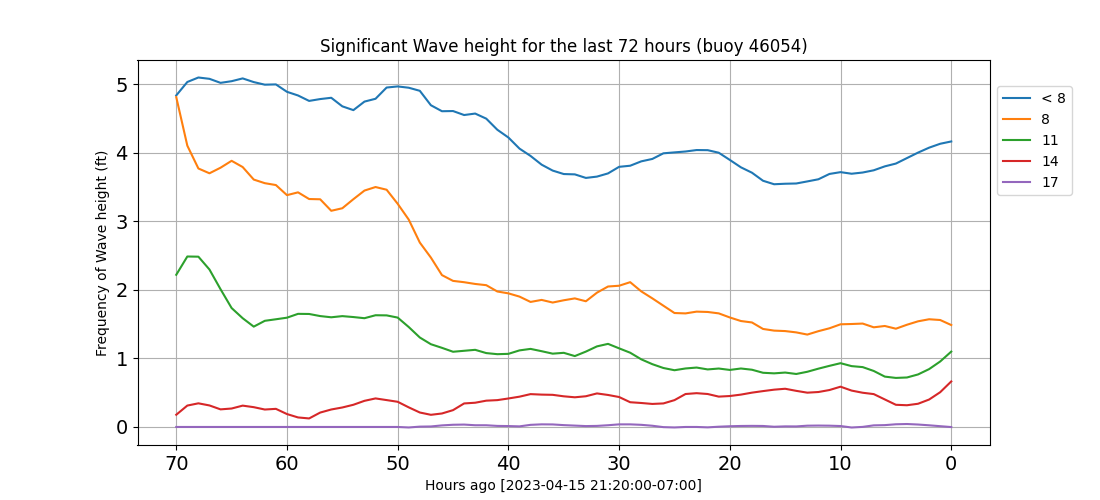 Significant Wave height for the last 72 hours (buoy 46054)
Frequency of Wave height (ft)
5
4
3
2
1
0
70 60 50 40 30 20 10 0
Hours ago [2023-04-15 21:20:00-07:00]
< 8
8
11
14
17